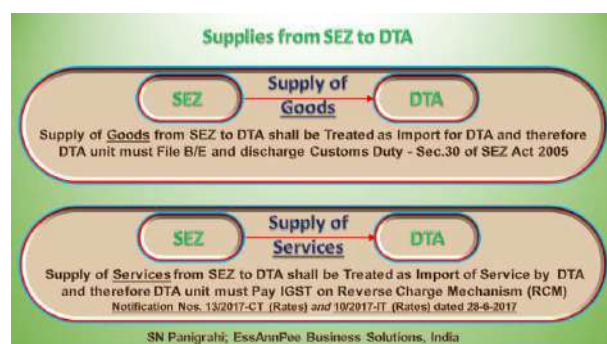 Supplies from SEZ to DTA
SEZ
Supply of
Goods
DTA
Supply of Goods from SEZ to DTA shall be Treated as Import for DTA and therefore
DTA unit must File B/E and discharge Customs Duty - Sec.30 of SEZ Act 2005
SEZ
Supply of
Services
DTA
Supply of Services from SEZ to DTA shall be Treated as Import of Service by DTA
and therefore DTA unit must Pay IGST on Reverse Charge Mechanism (RCM)
Notification Nos. 13/2017-CT (Rates) and 10/2017-IT (Rates) dated 28-6-2017
SN Panigrahi; EssAnnPee Business Solutions, India